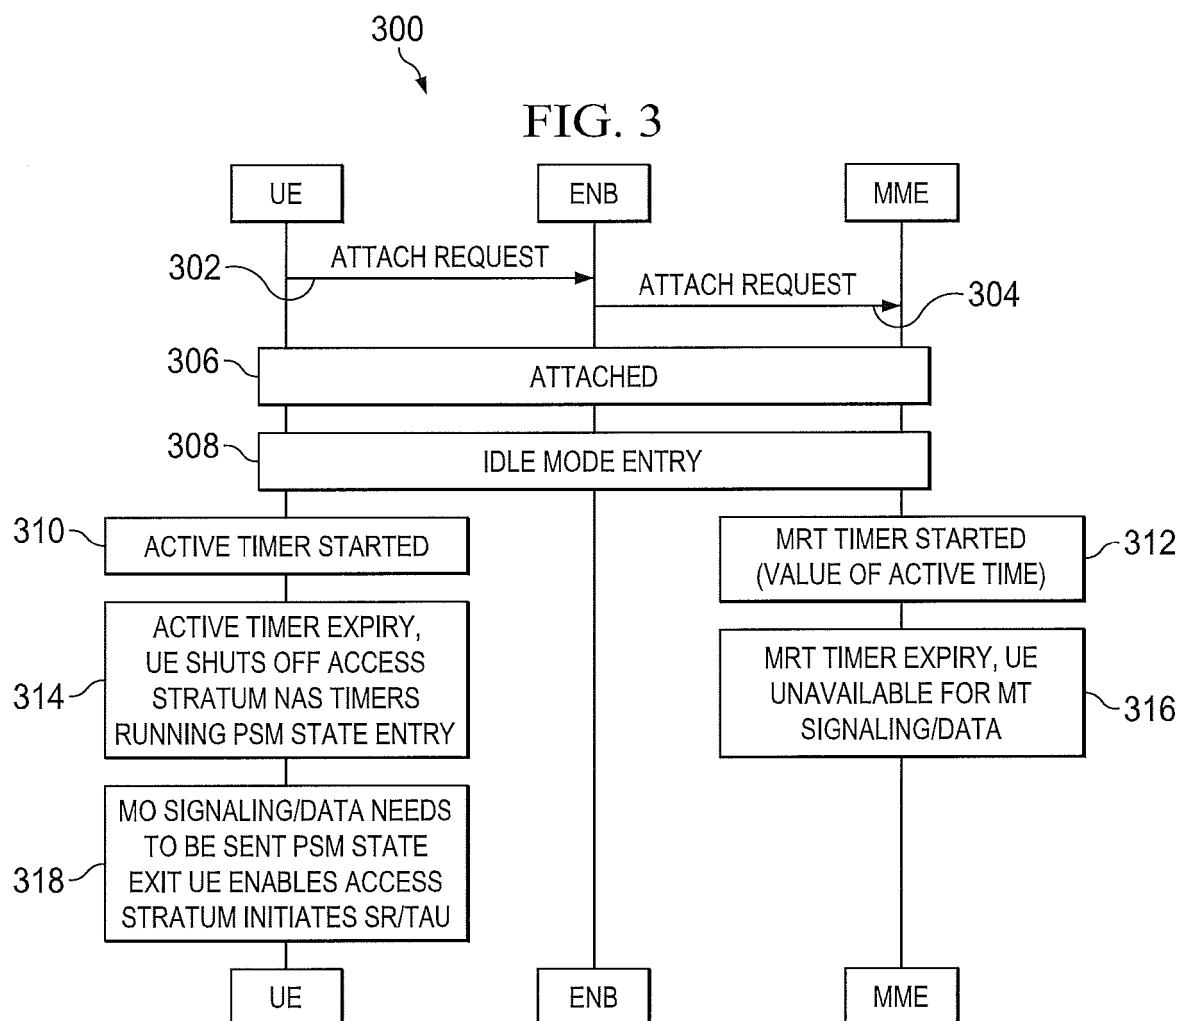 300
FIG. 3
UE
ENB
MME
302
ATTACH REQUEST
ATTACH REQUEST
304
306
ATTACHED
308
IDLE MODE ENTRY
310
ACTIVE TIMER STARTED
MRT TIMER STARTED
(VALUE OF ACTIVE TIME)
312
314
ACTIVE TIMER EXPIRY,
UE SHUTS OFF ACCESS
STRATUM NAS TIMERS
RUNNING PSM STATE ENTRY
MRT TIMER EXPIRY, UE
UNAVAILABLE FOR MT
SIGNALING/DATA
316
318
MO SIGNALING/DATA NEEDS
TO BE SENT PSM STATE
EXIT UE ENABLES ACCESS
STRATUM INITIATES SR/TAU
UE
ENB
MME